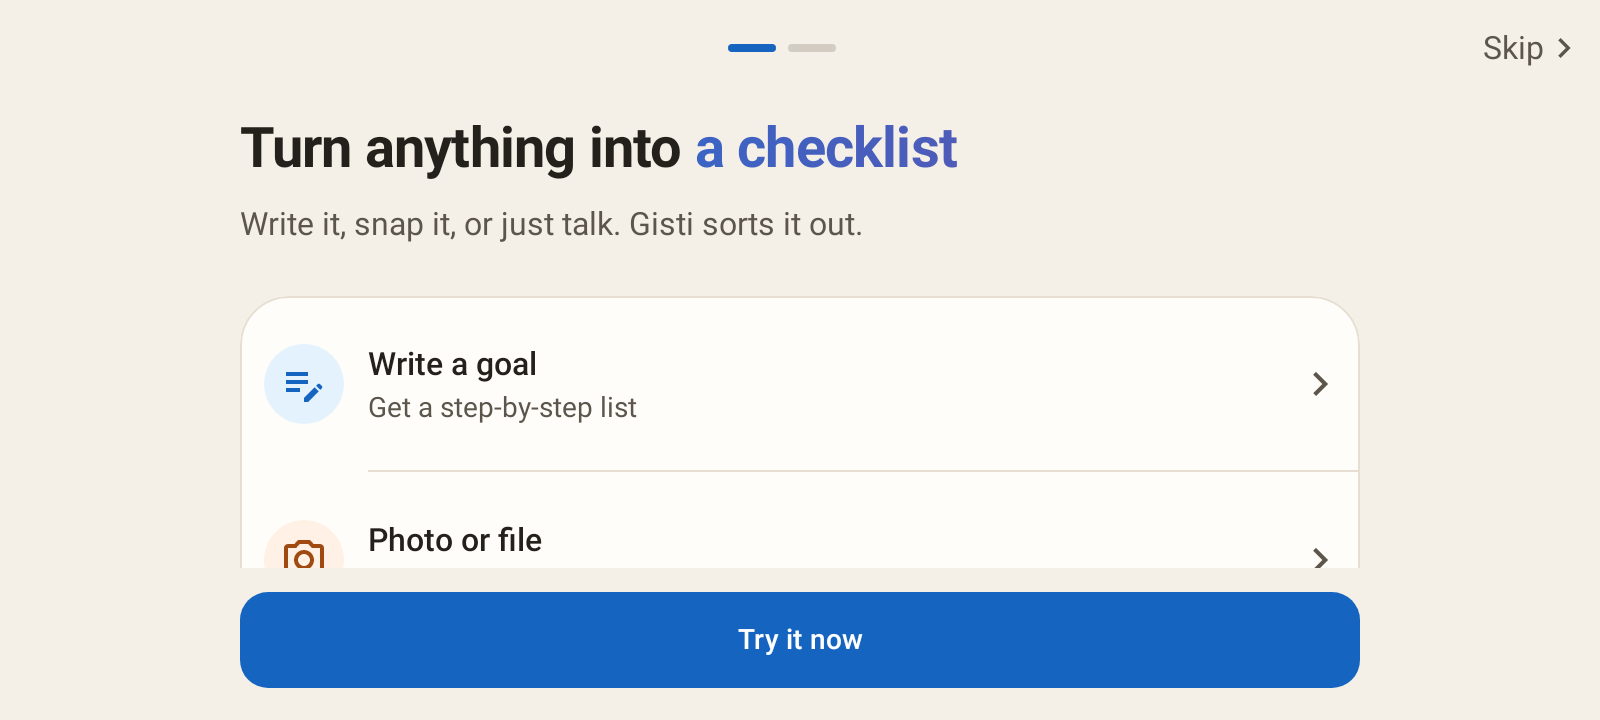 Skip
Turn anything into a checklist
Write it, snap it, or just talk. Gisti sorts it out.
Write a goal
Get a step-by-step list
Photo or file
Try it now